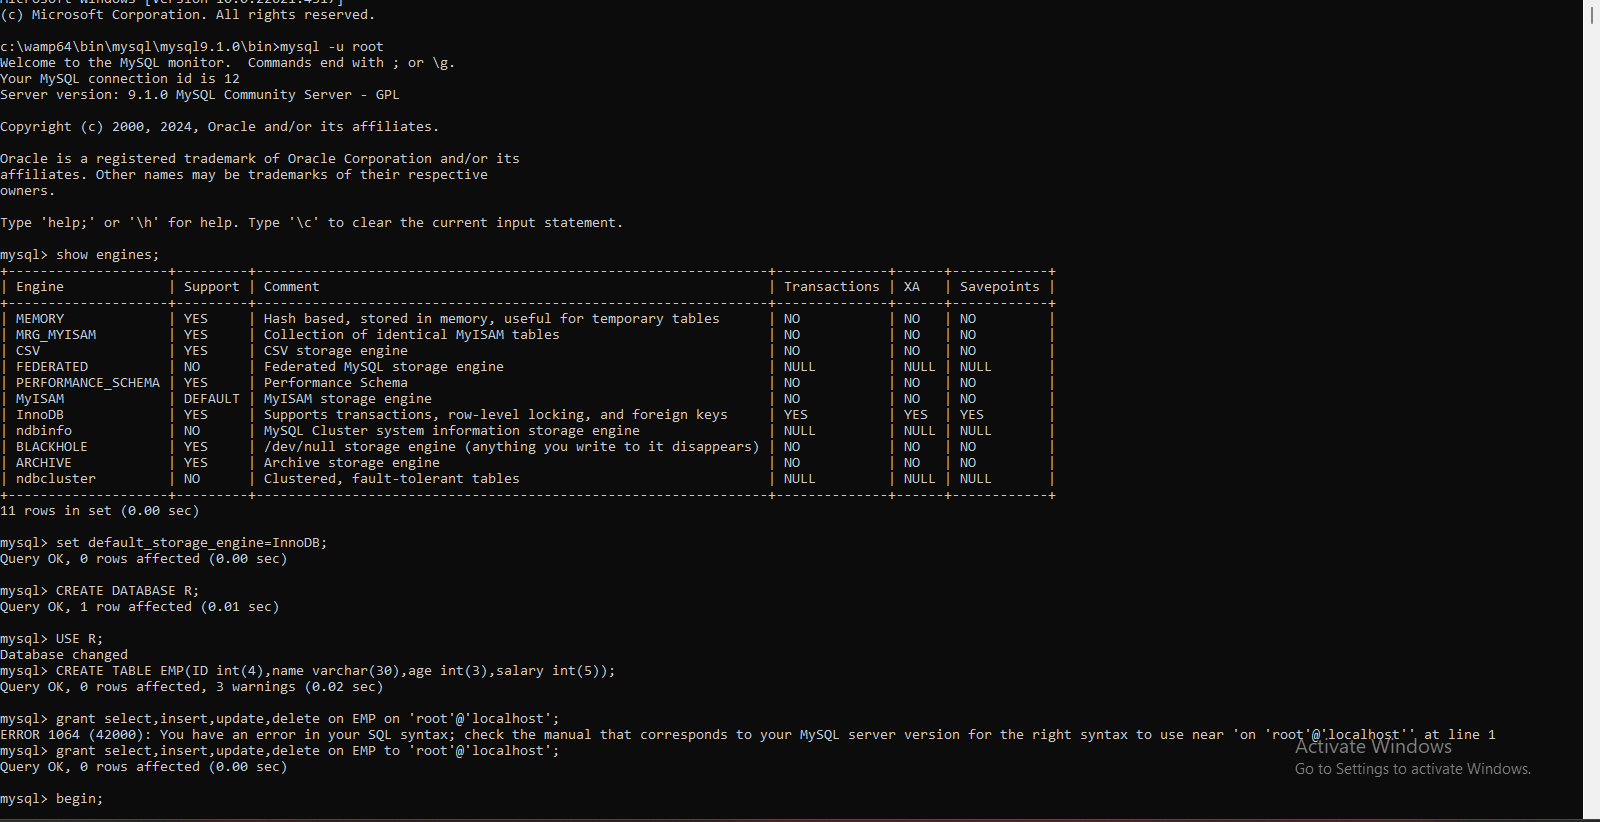 Microsoft Windows [Version 10.0.22621.4317]
(c) Microsoft Corporation. All rights reserved.
c:\wamp64\bin\mysql\mysql9.1.0\bin>mysql -u root
Welcome to the MySQL monitor.  Commands end with ; or \g.
Your MySQL connection id is 12
Server version: 9.1.0 MySQL Community Server - GPL
Copyright (c) 2000, 2024, Oracle and/or its affiliates.
Oracle is a registered trademark of Oracle Corporation and/or its
affiliates. Other names may be trademarks of their respective
owners.
Type 'help;' or '\h' for help. Type '\c' to clear the current input statement.
mysql> show engines;
+--------------------+---------+----------------------------------------------------------------+--------------+------+------------+
| Engine             | Support | Comment                                                        | Transactions | XA   | Savepoints |
+--------------------+---------+----------------------------------------------------------------+--------------+------+------------+
| MEMORY             | YES     | Hash based, stored in memory, useful for temporary tables      | NO           | NO   | NO         |
| MRG_MYISAM         | YES     | Collection of identical MyISAM tables                          | NO           | NO   | NO         |
| CSV                | YES     | CSV storage engine                                             | NO           | NO   | NO         |
| FEDERATED          | NO      | Federated MySQL storage engine                                 | NULL         | NULL | NULL       |
| PERFORMANCE_SCHEMA | YES     | Performance Schema                                             | NO           | NO   | NO         |
| MyISAM             | DEFAULT | MyISAM storage engine                                          | NO           | NO   | NO         |
| InnoDB             | YES     | Supports transactions, row-level locking, and foreign keys     | YES          | YES  | YES        |
| ndbinfo            | NO      | MySQL Cluster system information storage engine                | NULL         | NULL | NULL       |
| BLACKHOLE          | YES     | /dev/null storage engine (anything you write to it disappears) | NO           | NO   | NO         |
| ARCHIVE            | YES     | Archive storage engine                                         | NO           | NO   | NO         |
| ndbcluster         | NO      | Clustered, fault-tolerant tables                               | NULL         | NULL | NULL       |
+--------------------+---------+----------------------------------------------------------------+--------------+------+------------+
11 rows in set (0.00 sec)
mysql> set default_storage_engine=InnoDB;
Query OK, 0 rows affected (0.00 sec)
mysql> CREATE DATABASE R;
Query OK, 1 row affected (0.01 sec)
mysql> USE R;
Database changed
mysql> CREATE TABLE EMP(ID int(4),name varchar(30),age int(3),salary int(5));
Query OK, 0 rows affected, 3 warnings (0.02 sec)
mysql> grant select,insert,update,delete on EMP on 'root'@'localhost';
ERROR 1064 (42000): You have an error in your SQL syntax; check the manual that corresponds to your MySQL server version for the right syntax to use near 'on 'root'@'localhost'' at line 1
mysql> grant select,insert,update,delete on EMP to 'root'@'localhost';
Query OK, 0 rows affected (0.00 sec)
mysql> begin;
Activate Windows
Go to Settings to activate Windows.